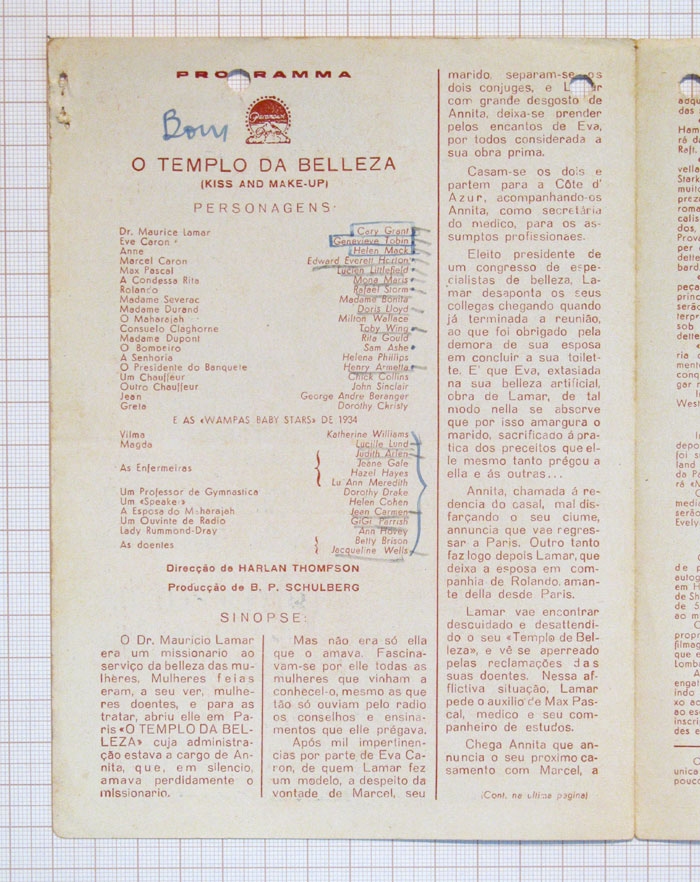 PROGRAMMA
Bom
Paramount
O TEMPLO DA BELLEZA
(KISS AND MAKE-UP)
PERSONAGENS:
Dr. Maurice Lamar Cary Grant
Eve Caron Genevieve Tobin
Anne Helen Mack
Marcel Caron Edward Everett Horton
Max Pascal Lucien Littlefield
A Condessa Rita Mona Maris
Rolando Rafael Storm
Madame Severac Madame Bonita
Madame Durand Doris Lloyd
O Maharajah Milton Wallace
Consuelo Claghorne Toby Wing
Madame Dupont Rita Gould
O Bombeiro Sam Ashe
A Senhoria Helena Phillips
O Presidente do Banquete Henry Armetta
Um Chauffeur Chick Collins
Outro Chauffeur John Sinclair
Jean George Andre Beranger
Greta Dorothy Christy
E AS «WAMPAS BABY STARS» DE 1934
Vilma Katherine Williams
Magda Lucille Lund
As Enfermeiras Judith Arlen
Jeane Gale
Hazel Hayes
Lu Ann Meredith
Um Professor de Gymnastica Dorothy Drake
Um «Speaker» Helen Cohen
A Esposa do Maharajah Jean Carmen
Um Ouvinte de Radio GiGi Parrish
Lady Rummond-Dray Ann Hovey
As doentes Betty Brison
Jacqueline Wells
Direcção de HARLAN THOMPSON
Producção de B. P. SCHULBERG
SINOPSE:
O Dr. Mauricio Lamar
era um missionario ao
serviço da belleza das mu-
lhères. Mulheres feias
eram, a seu ver, mulhe-
res doentes, e para as
tratar, abriu elle em Pa-
ris «O TEMPLO DA BEL-
LEZA» cuja administra-
ção estava a cargo de An-
nita, que, em silencio,
amava perdidamente o
missionario.
Mas não era só ella
que o amava. Fascina-
vam-se por elle todas as
mulheres que vinham a
conhecel-o, mesmo as que
tão só ouviam pelo radio
os conselhos e ensina-
mentos que elle prégava.
Após mil impertinen-
cias por parte de Eva Ca-
ron, de quem Lamar fez
um modelo, a despeito da
vontade de Marcel, seu
marido, separam-se os
dois conjuges, e Lamar
com grande desgosto de
Annita, deixa-se prender
pelos encantos de Eva,
por todos considerada a
sua obra prima.
Casam-se os dois e
partem para a Côte d'
Azur, acompanhando-os
Annita, como secretária
do medico, para os as-
sumptos profissionaes.
Eleito presidente de
um congresso de espe-
cialistas de belleza, La-
mar desaponta os seus
collegas chegando quando
já terminada a reunião,
ao que foi obrigado pela
demora de sua esposa
em concluir a sua toilet-
te. E' que Eva, extasiada
na sua belleza artificial,
obra de Lamar, de tal
modo nella se absorve
que por isso amargura o
marido, sacrificado á pra-
tica dos preceitos que el-
le mesmo tanto prégou a
ella e ás outras...
Annita, chamada á re-
dencia do casal, mal dis-
farçando o seu ciume,
annuncia que vae regres-
sar a Paris. Outro tanto
faz logo depois Lamar, que
deixa a esposa em com-
panhia de Rolando, aman-
te della desde Paris.
Lamar vae encontrar
descuidado e desattendi-
do o seu «Templo de Bel-
leza», e vê se aperreado
pelas reclamações das
suas doentes. Nessa af-
flictiva situação, Lamar
pede o auxilio de Max Pas-
cal, medico e seu com-
panheiro de estudos.
Chega Annita que an-
nuncia o seu proximo ca-
samento com Marcel, a
(Cont. na ultima pagina)